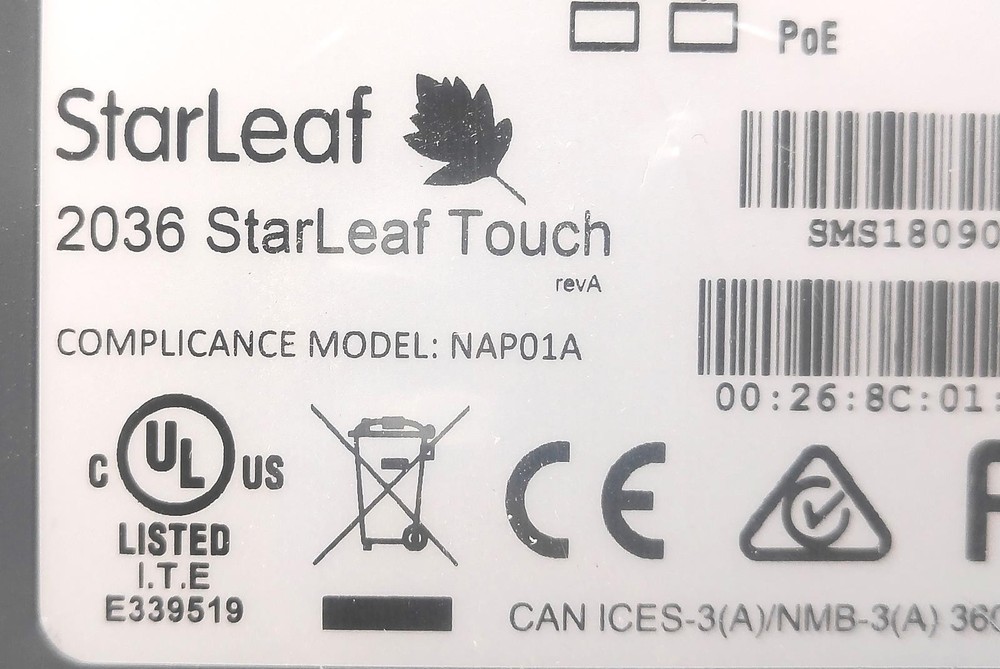 PoE
StarLeaf
2036 StarLeaf Touch
revA
SMS18090
COMPLICANCE MODEL: NAP01A
00:26:8C:01:
C UL US
LISTED
I.T.E
E339519
CE
CAN ICES-3(A)/NMB-3(A) 360